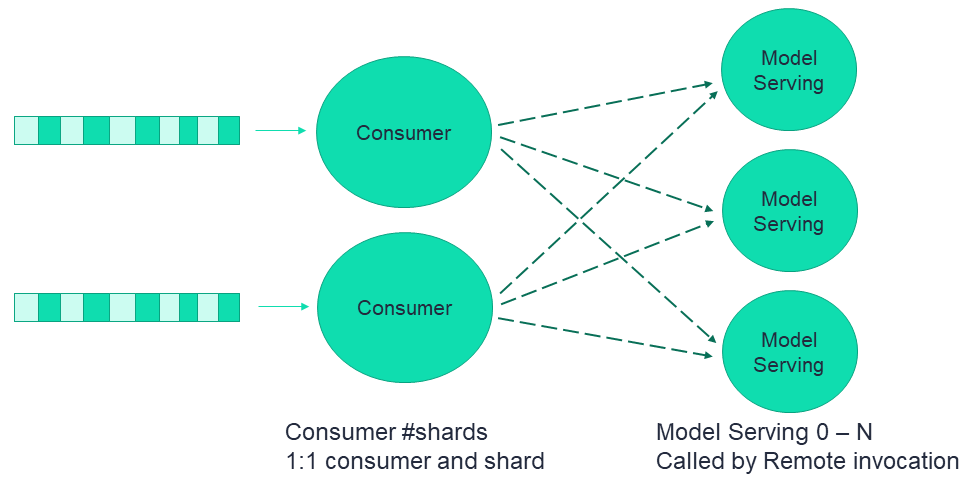 Consumer
Consumer
Model
Serving
Model
Serving
Model
Serving
Consumer #shards
1:1 consumer and shard
Model Serving 0 – N
Called by Remote invocation